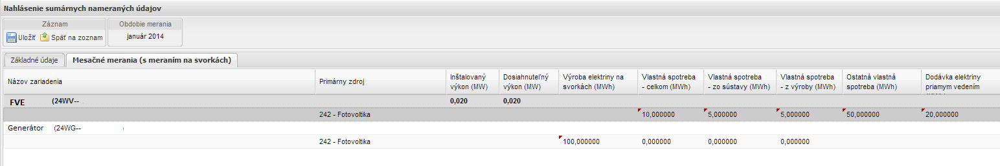 Nahlásenie sumárnych nameraných údajov
Záznam
Obdobie merania
Uložiť Späť na zoznam
január 2014
Základné údaje
Mesačné merania (s meraním na svorkách)
Názov zariadenia
Primárny zdroj
Inštalovaný
výkon (MW)
Dosiahnuteľný
výkon (MW)
Výroba elektriny na
svorkách (MWh)
Vlastná spotreba
- celkom (MWh)
Vlastná spotreba
- zo sústavy (MWh)
Vlastná spotreba
- z výroby (MWh)
Ostatná vlastná
spotreba (MWh)
Dodávka elektriny
priamym vedením
FVE (24WV-- 0,020 0,020
242 - Fotovoltika 10,000000 5,000000 5,000000 50,000000 20,000000
Generátor (24WG--
242 - Fotovoltika 100,000000 0,000000 0,000000 0,000000